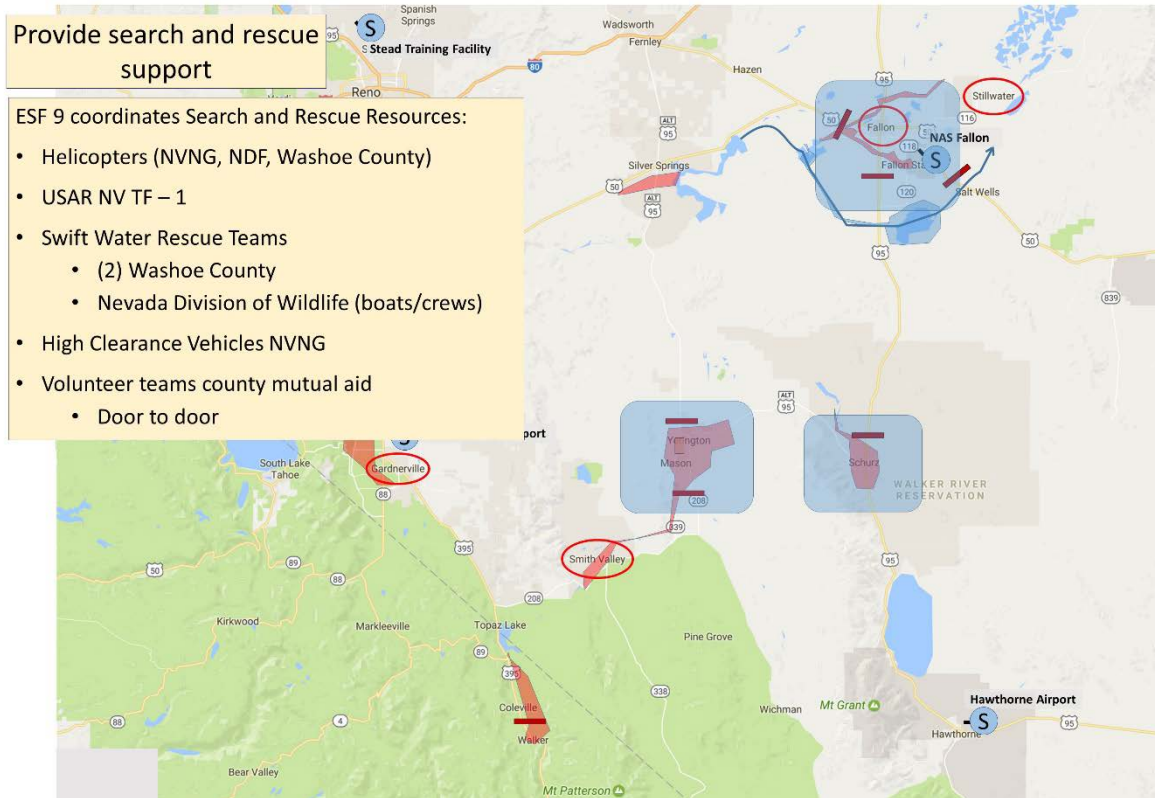 Provide search and rescue
support
ESF 9 coordinates Search and Rescue Resources:
• Helicopters (NVNG, NDF, Washoe County)
• USAR NV TF – 1
• Swift Water Rescue Teams
• (2) Washoe County
• Nevada Division of Wildlife (boats/crews)
• High Clearance Vehicles NVNG
• Volunteer teams county mutual aid
• Door to door
Spanish
Springs
S
Stead Training Facility
80
Reno
Wadsworth
Fernley
Hazen
95
Stillwater
116
50
Fallon
118
NAS Fallon
S
120
Salt Wells
50
ALT
95
Silver Springs
50
ALT
95
95
839
ALT
95
Mason
208
Schurz
WALKER RIVER
RESERVATION
839
Smith Valley
208
95
South Lake
Tahoe
Gardnerville
88
395
89
50
88
Kirkwood
Markleeville
Topaz Lake
89
395
Pine Grove
338
Coleville
Walker
88
4
Bear Valley
Mt Patterson
Wichman
Mt Grant
Hawthorne Airport
S
Hawthorne
95